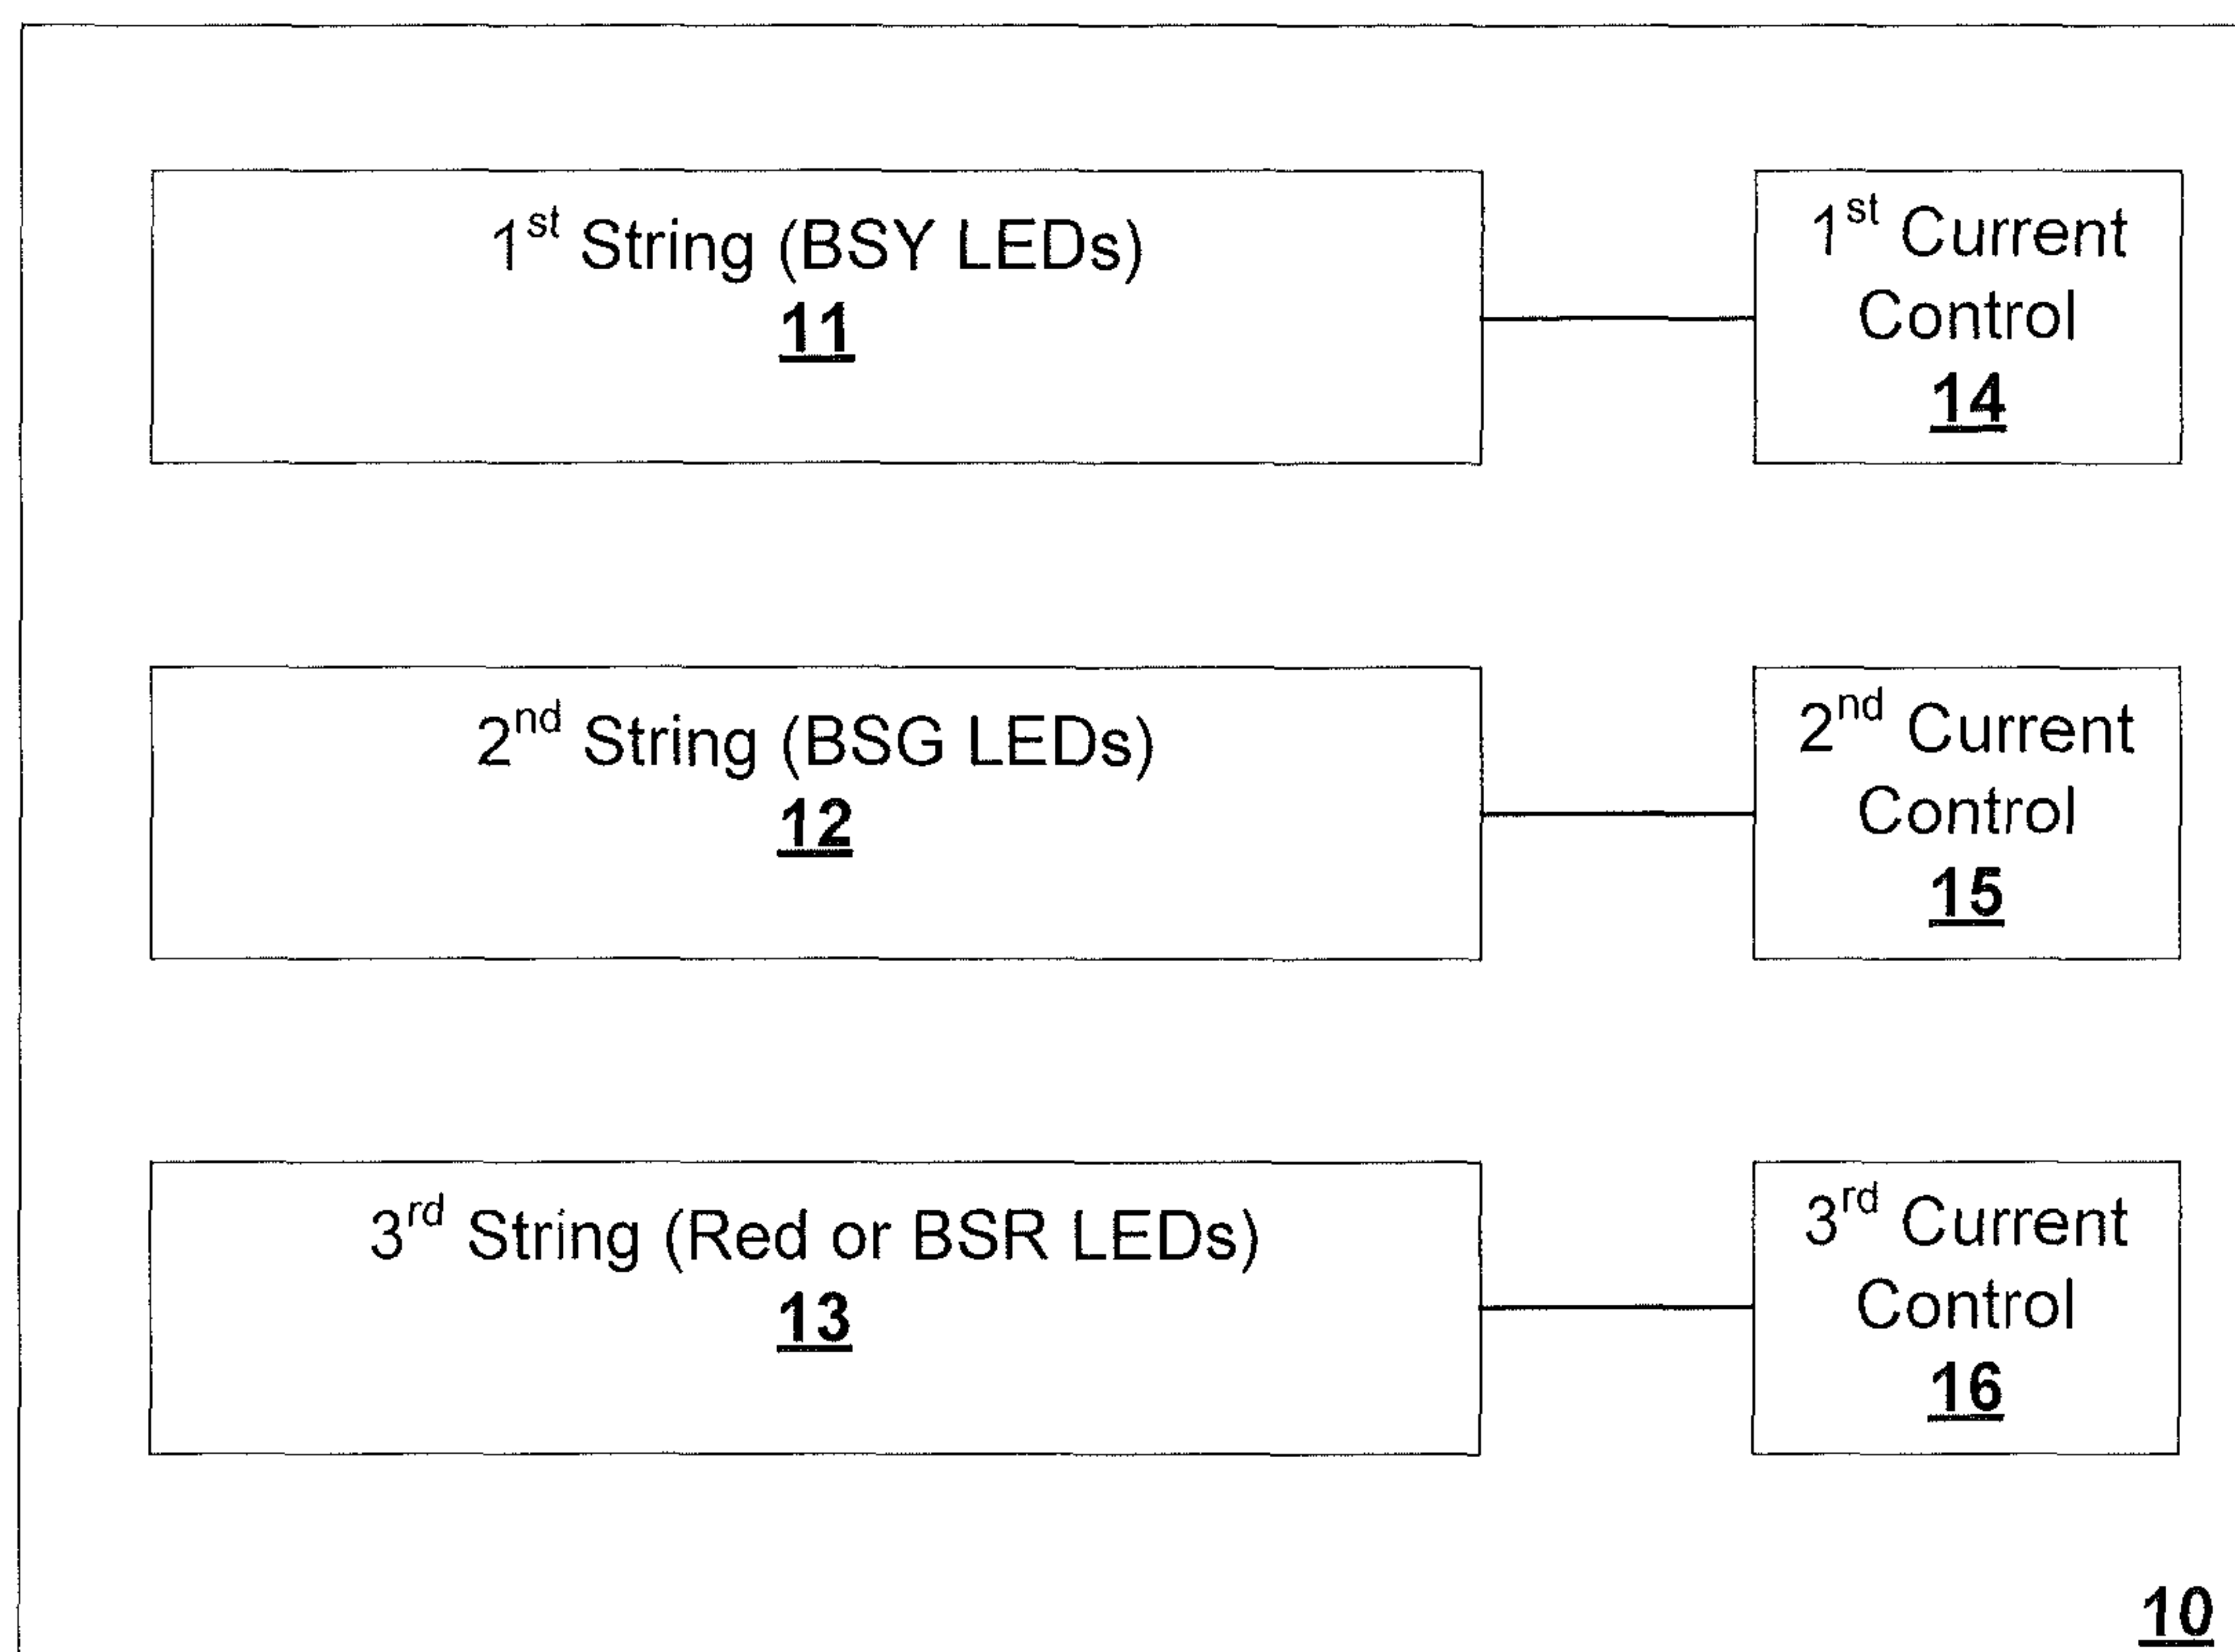 1st String (BSY LEDs)
11
1st Current
Control
14
2nd String (BSG LEDs)
12
2nd Current
Control
15
3rd String (Red or BSR LEDs)
13
3rd Current
Control
16
10